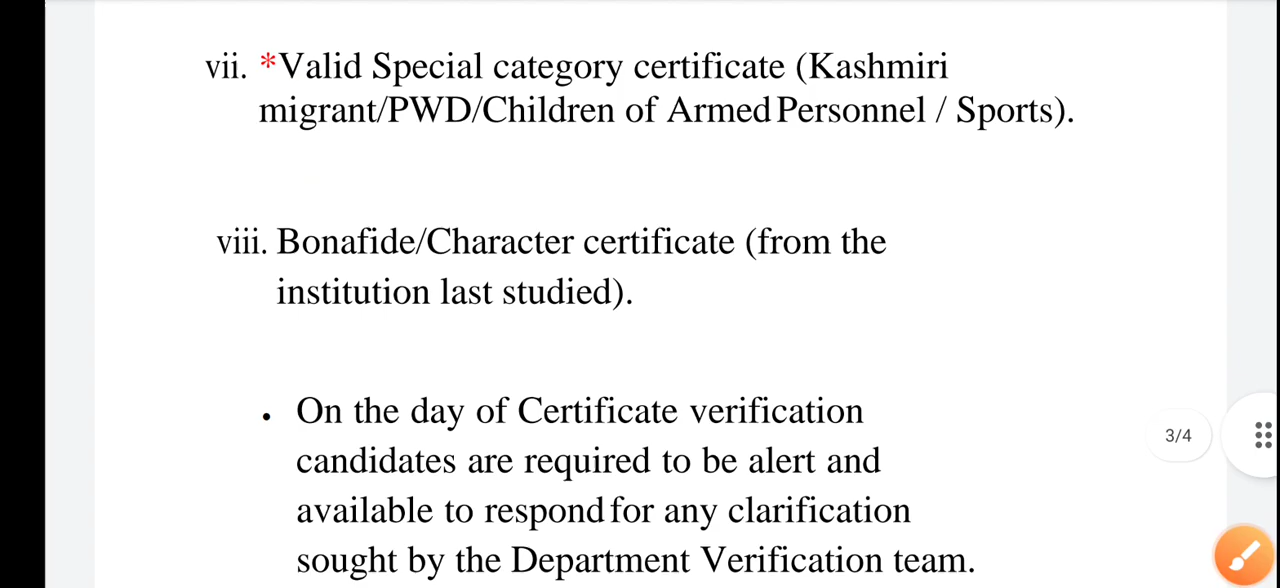 vii. *Valid Special category certificate (Kashmiri
migrant/PWD/Children of Armed Personnel / Sports).
viii. Bonafide/Character certificate (from the
institution last studied).
• On the day of Certificate verification
candidates are required to be alert and
available to respond for any clarification
sought by the Department Verification team.
3/4